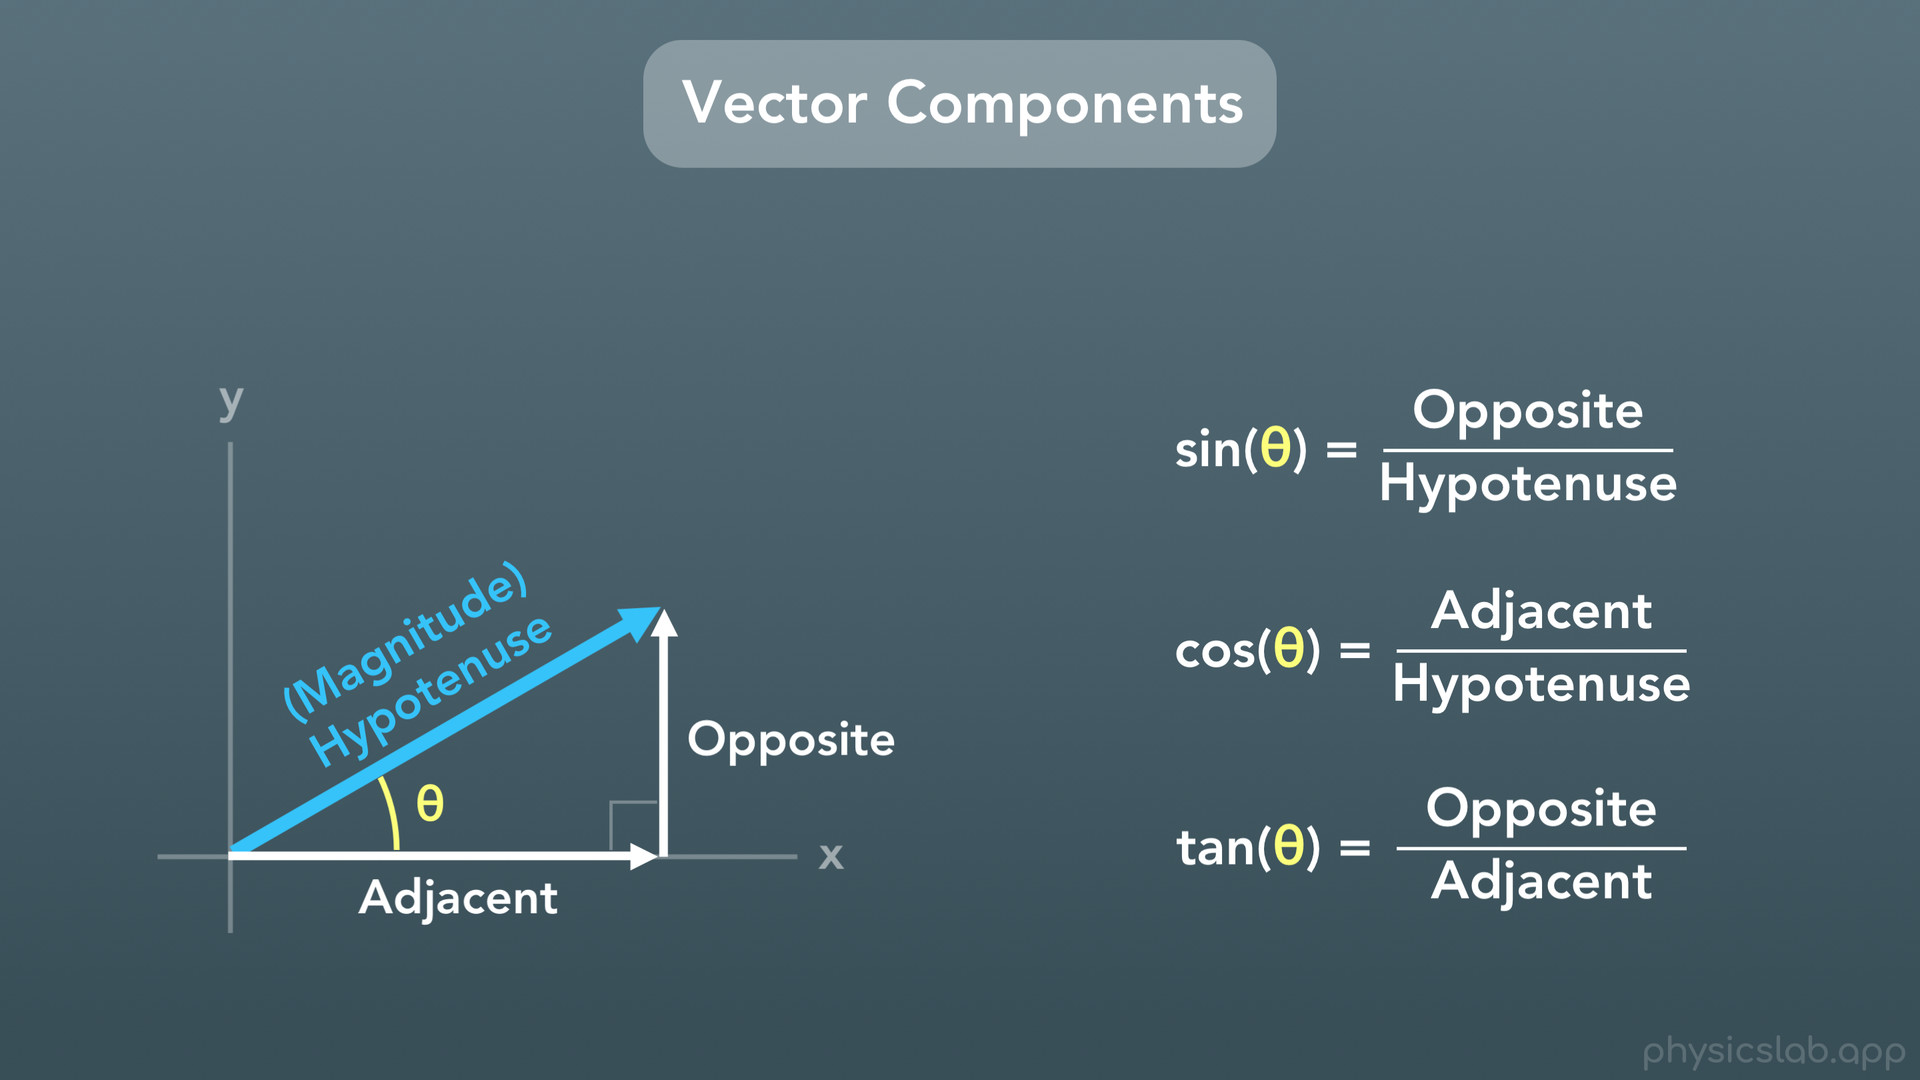 Vector Components
y
(Magnitude)
Hypotenuse
θ
Opposite
x
Adjacent
sin(θ) = Opposite
Hypotenuse
cos(θ) = Adjacent
Hypotenuse
tan(θ) = Opposite
Adjacent
physicslab.app